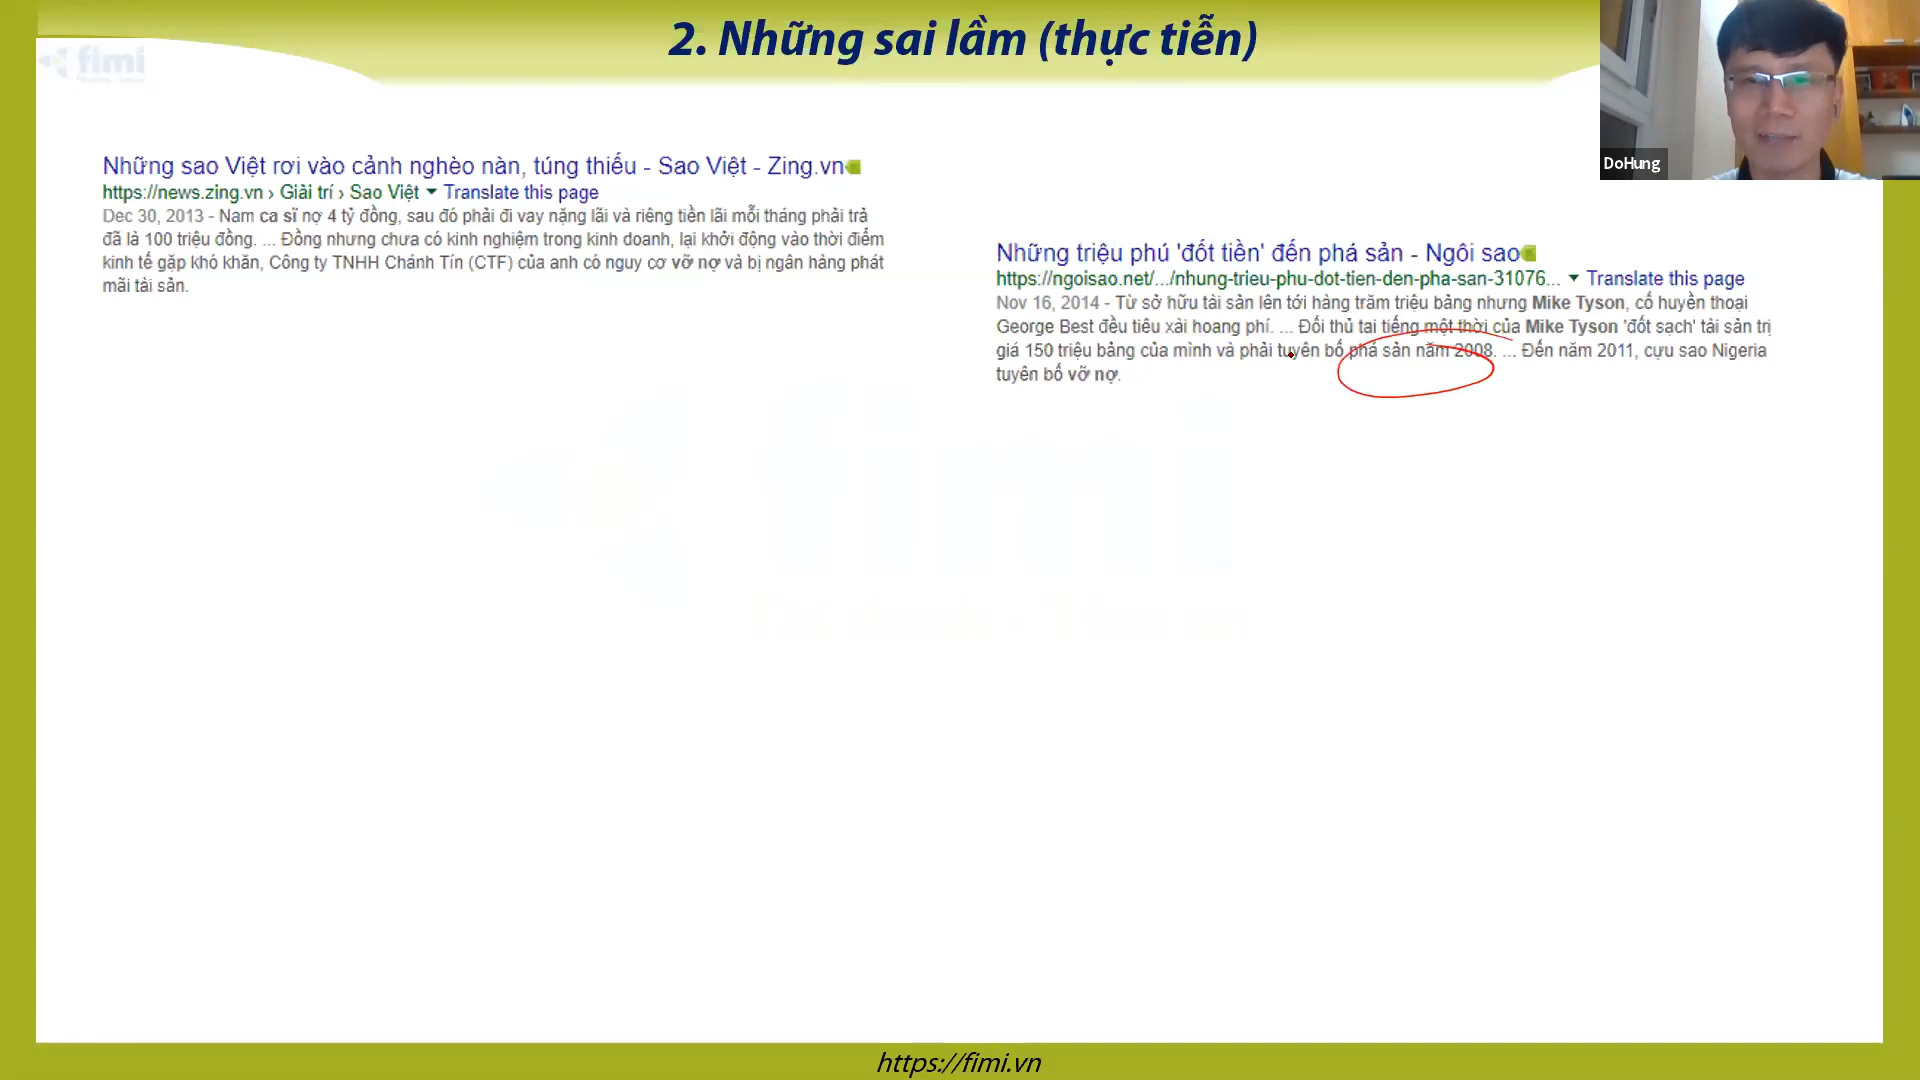 2. Những sai lầm (thực tiễn)
fimi
DoHung
Những sao Việt rơi vào cảnh nghèo nàn, túng thiếu - Sao Việt - Zing.vn
https://news.zing.vn › Giải trí › Sao Việt ▼ Translate this page
Dec 30, 2013 - Nam ca sĩ nợ 4 tỷ đồng, sau đó phải đi vay nặng lãi và riêng tiền lãi mỗi tháng phải trả
đã là 100 triệu đồng. ... Đồng nhưng chưa có kinh nghiệm trong kinh doanh, lại khởi động vào thời điểm
kinh tế gặp khó khăn, Công ty TNHH Chánh Tín (CTF) của anh có nguy cơ vỡ nợ và bị ngân hàng phát
mãi tài sản.
Những triệu phú 'đốt tiền' đến phá sản - Ngôi sao
https://ngoisao.net/.../nhung-trieu-phu-dot-tien-den-pha-san-31076... ▼ Translate this page
Nov 16, 2014 - Từ sở hữu tài sản lên tới hàng trăm triệu bảng nhưng Mike Tyson, cố huyền thoại
George Best đều tiêu xài hoang phí. ... Đối thủ tai tiếng một thời của Mike Tyson 'đốt sạch' tài sản trị
giá 150 triệu bảng của mình và phải tuyên bố phá sản năm 2008. ... Đến năm 2011, cựu sao Nigeria
tuyên bố vỡ nợ.
fimi
https://fimi.vn